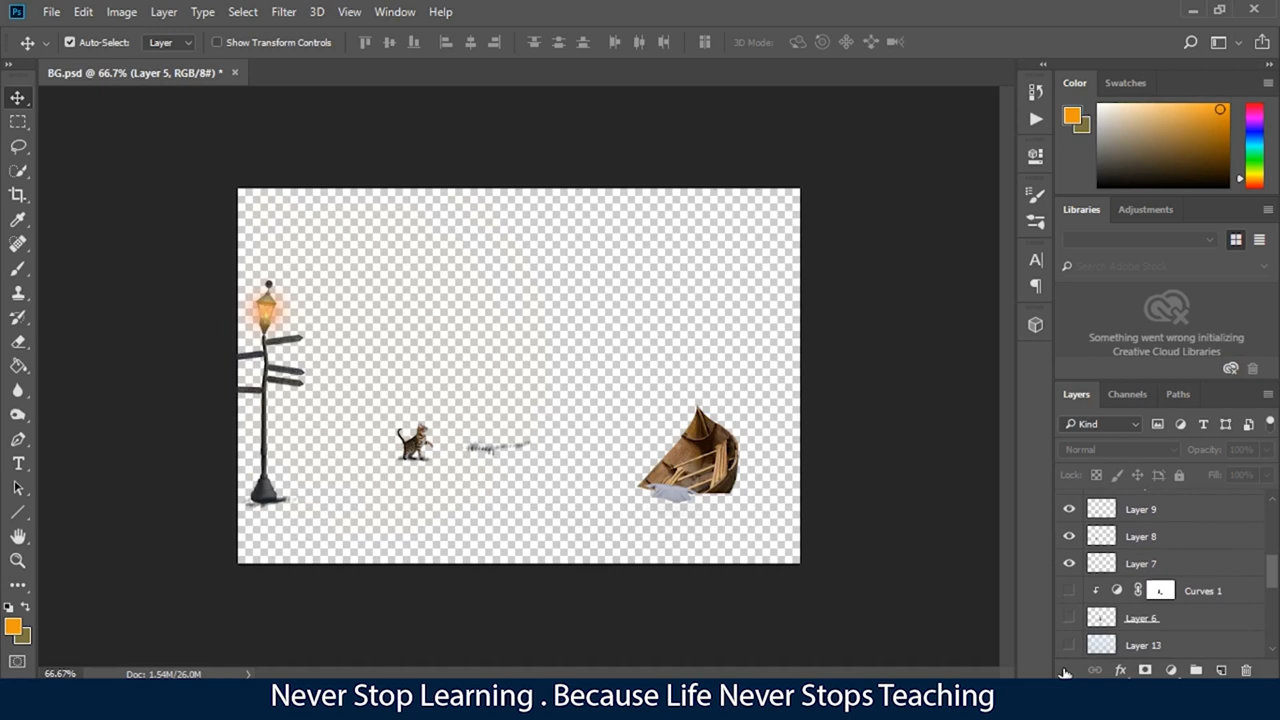 Ps File Edit Image Layer Type Select Filter 3D View Window Help
Auto-Select: Layer Show Transform Controls 3D Mode:
BG.psd @ 66.7% (Layer 5, RGB/8#) * ×
Color Swatches
Libraries Adjustments
Search Adobe Stock
Something went wrong initializing
Creative Cloud Libraries
Layers Channels Paths
Kind
Normal Opacity: 100%
Lock: Fill: 100%
Layer 9
Layer 8
Layer 7
Curves 1
Layer 6
Layer 13
66.67% Doc: 1.54M/26.0M
Never Stop Learning . Because Life Never Stops Teaching